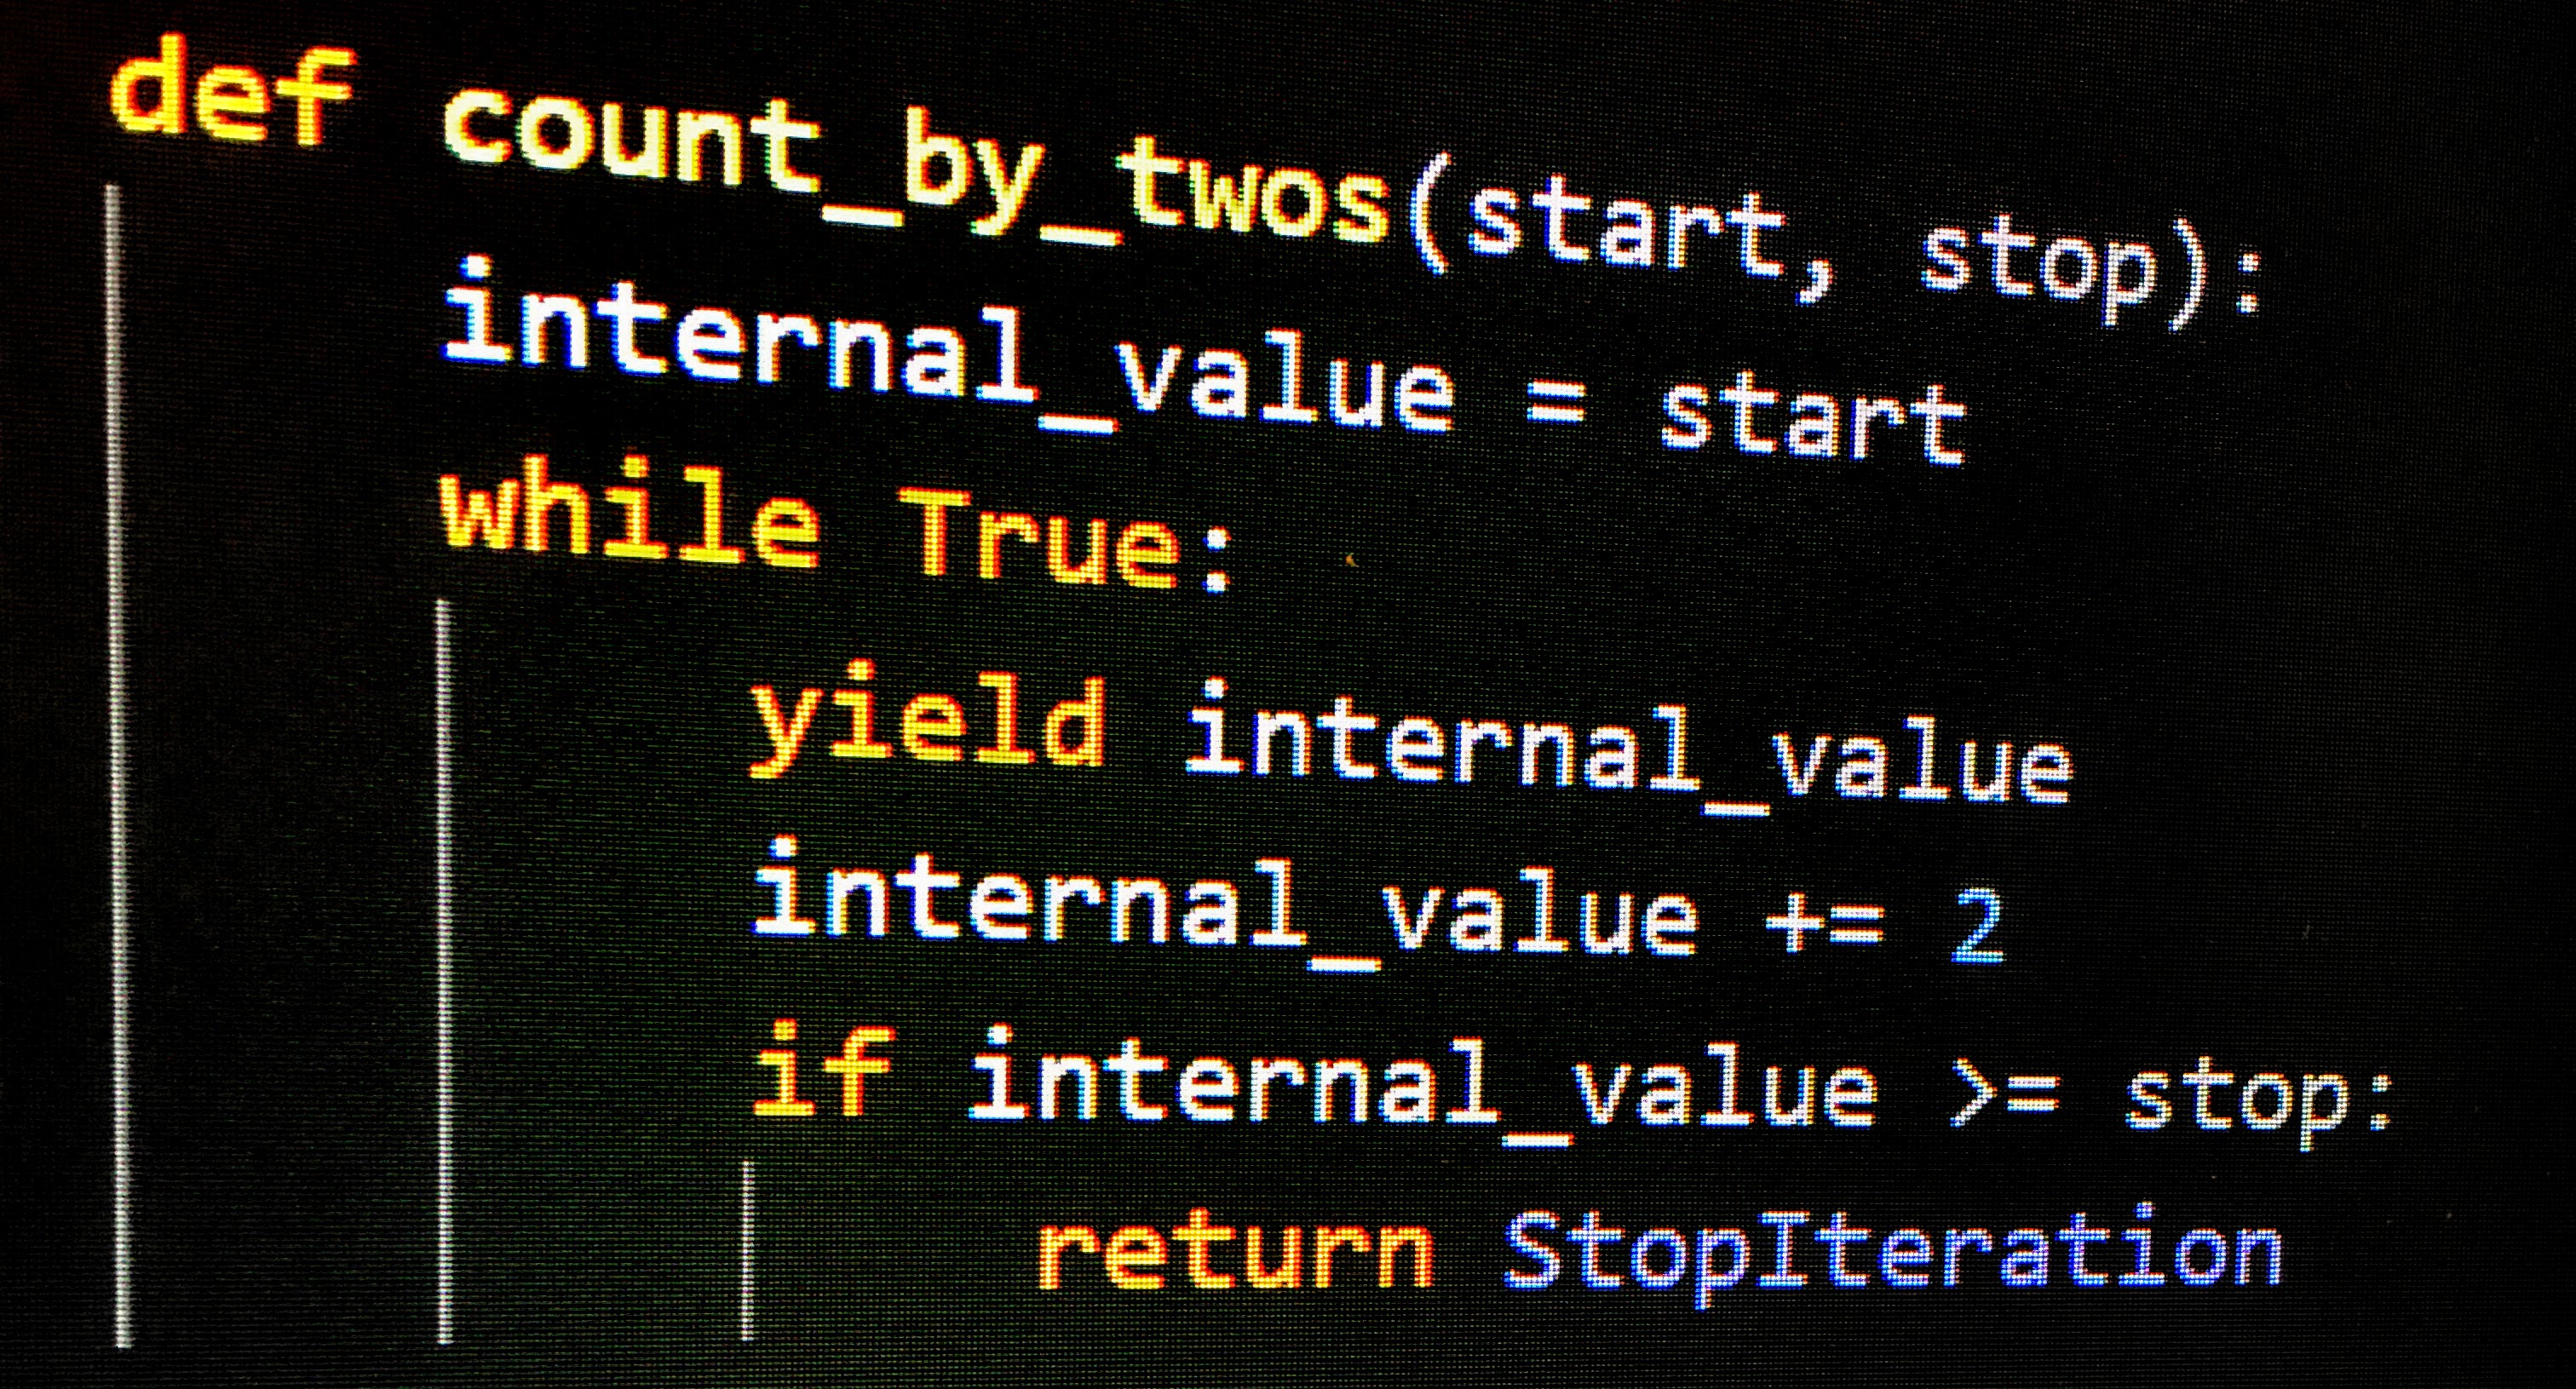 def count_by_twos(start, stop):
internal_value = start
while True:
yield internal_value
internal_value += 2
if internal_value >= stop:
return StopIteration